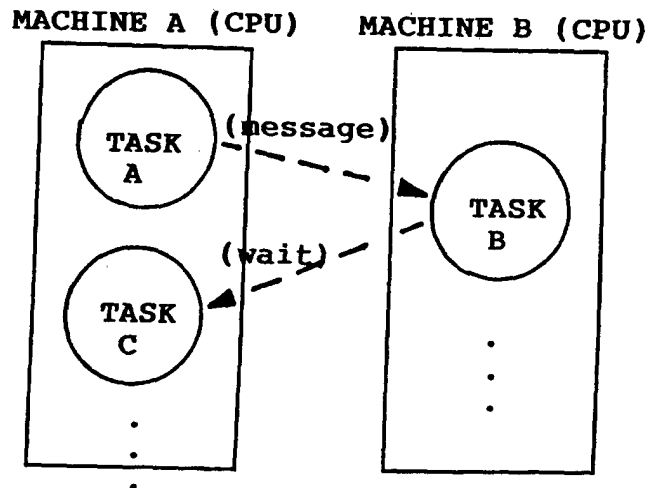 MACHINE A (CPU)
MACHINE B (CPU)
TASK
A
(message)
TASK
B
(wait)
TASK
C